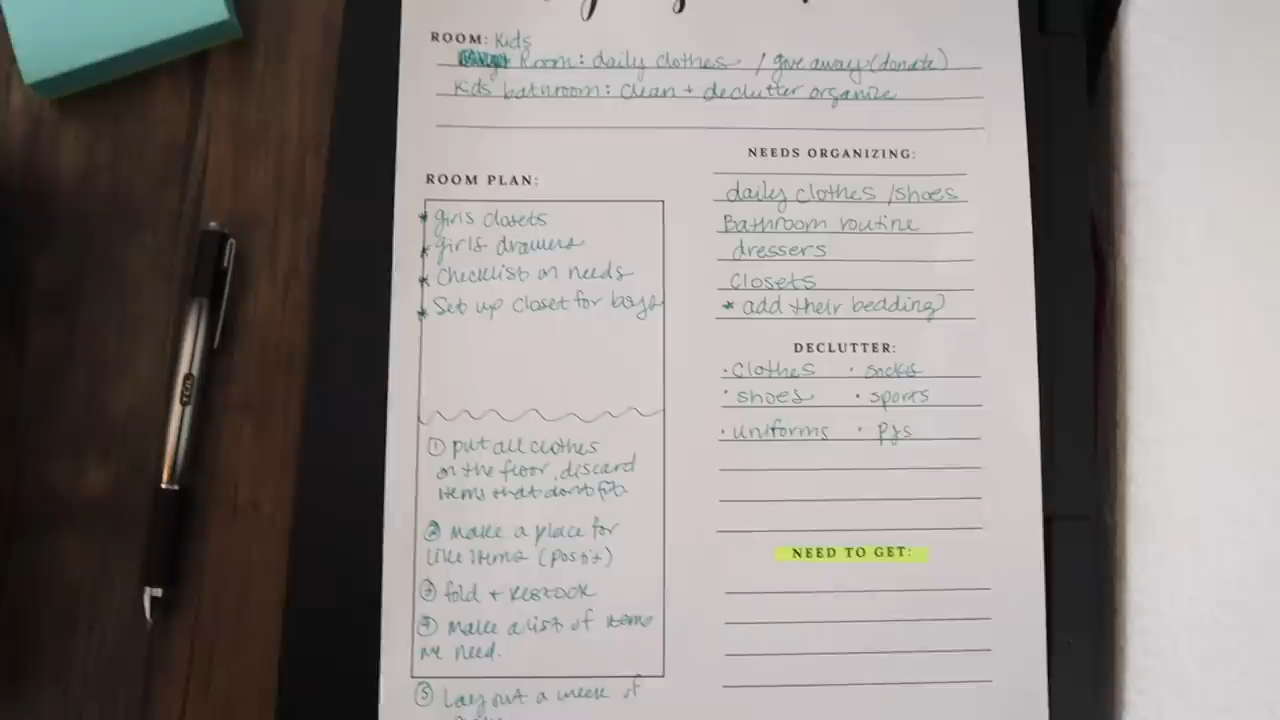 ROOM: Kids
Room: daily clothes / give away (donate)
Kids bathroom: clean + declutter organize
NEEDS ORGANIZING:
daily clothes / shoes
Bathroom routine
dressers
closets
* add their bedding
ROOM PLAN:
* girls closets
* girls drawers
* Checklist on needs
* Set up closet for boys
① put all clothes
on the floor, discard
items that dont fit
② make a place for
like items (postit)
③ fold + restock
④ make a list of items
we need.
⑤ Lay out a week of
DECLUTTER:
· clothes · socks
· shoes · sports
· uniforms · PJs
NEED TO GET: